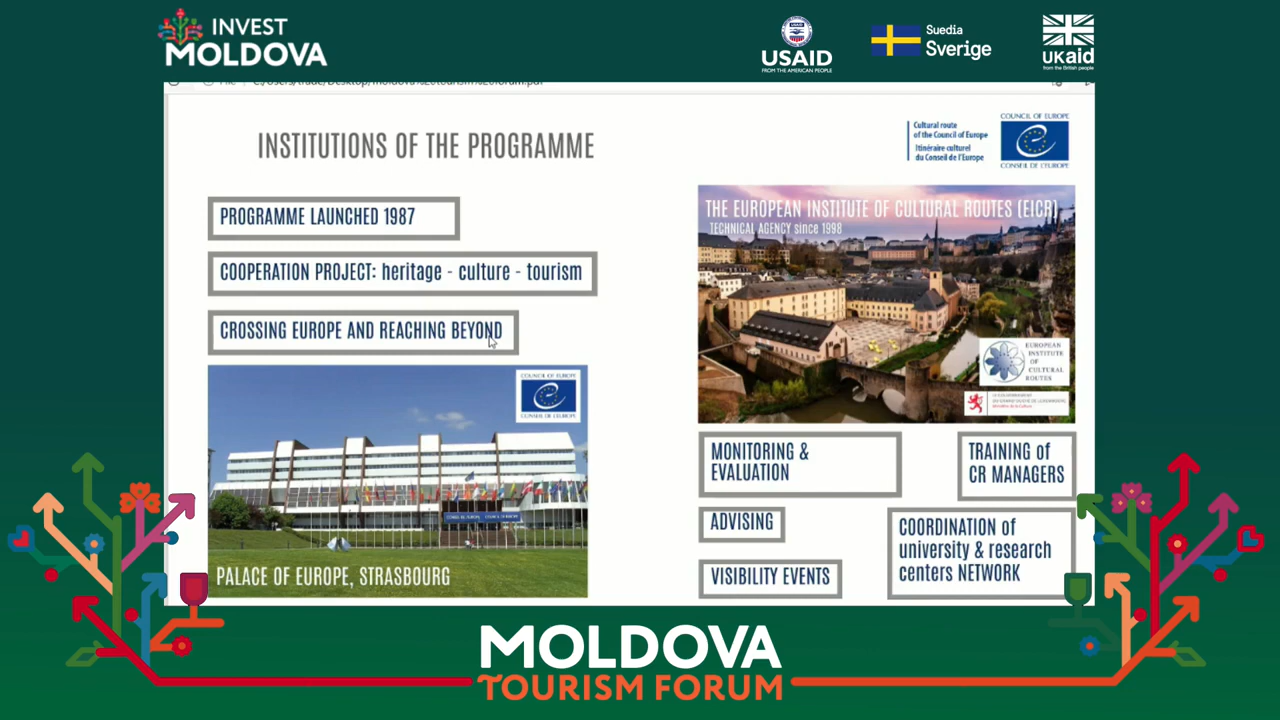 INVEST
MOLDOVA
USAID
FROM THE AMERICAN PEOPLE
Suedia
Sverige
UKaid
from the British people
INSTITUTIONS OF THE PROGRAMME
Cultural route
of the Council of Europe
Itinéraire culturel
du Conseil de l'Europe
COUNCIL OF EUROPE
CONSEIL DE L'EUROPE
PROGRAMME LAUNCHED 1987
COOPERATION PROJECT: heritage - culture - tourism
CROSSING EUROPE AND REACHING BEYOND
COUNCIL OF EUROPE
CONSEIL DE L'EUROPE
PALACE OF EUROPE, STRASBOURG
THE EUROPEAN INSTITUTE OF CULTURAL ROUTES (EICR)
TECHNICAL AGENCY since 1998
EUROPEAN
INSTITUTE
OF
CULTURAL
ROUTES
MONITORING &
EVALUATION
TRAINING of
CR MANAGERS
ADVISING
COORDINATION of
university & research
centers NETWORK
VISIBILITY EVENTS
MOLDOVA
TOURISM FORUM